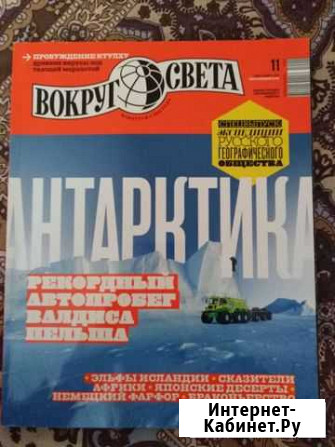 ПРОБУЖДЕНИЕ КТУЛХУ
11
ВОКРУГ СВЕТА
СПЕЦВЫПУСК
ЭКСПЕДИЦИИ
РУССКОГО
ГЕОГРАФИЧЕСКОГО
ОБЩЕСТВА
АНТАРКТИКА
РЕКОРДНЫЙ
АВТОПРОБЕГ
ВАЛДИСА
ПЕЛЬША
• ЭЛЬФЫ ИСЛАНДИИ • СКАЗИТЕЛИ
АФРИКИ • ЯПОНСКИЕ ДЕСЕРТЫ •
НЕМЕЦКИЙ ФАРФОР • БРАКОНЬЕРСТВО
Интернет-
Кабинет.Ру